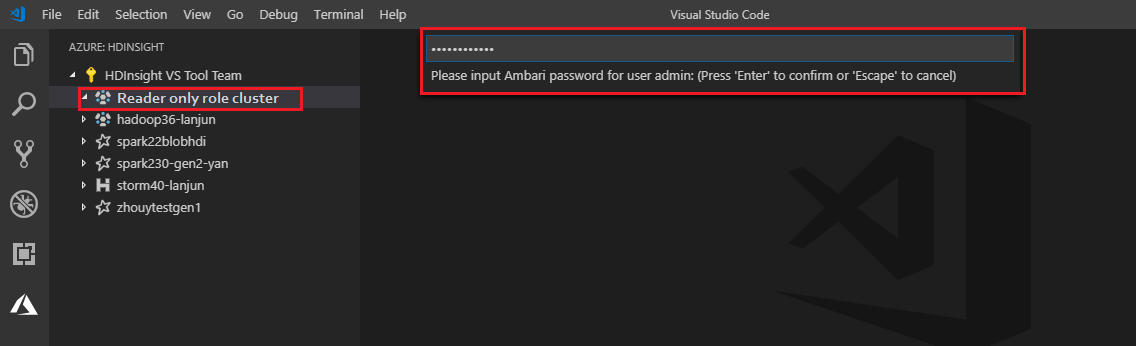 File Edit Selection View Go Debug Terminal Help Visual Studio Code
AZURE: HDINSIGHT
HDInsight VS Tool Team
Reader only role cluster
hadoop36-lanjun
spark22blobhdi
spark230-gen2-yan
storm40-lanjun
zhouytestgen1
••••••••••••
Please input Ambari password for user admin: (Press 'Enter' to confirm or 'Escape' to cancel)